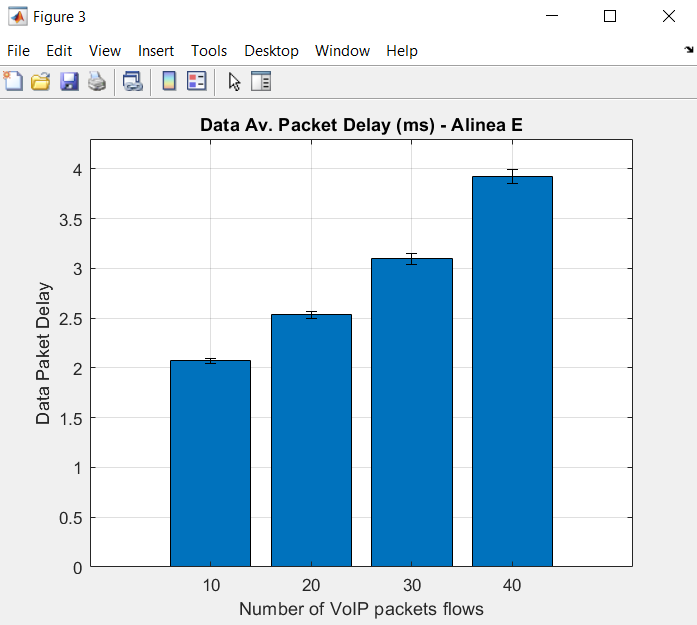 Figure 3
File Edit View Insert Tools Desktop Window Help
Data Av. Packet Delay (ms) - Alinea E
4
3.5
3
2.5
2
1.5
1
0.5
0
Data Paket Delay
10 20 30 40
Number of VoIP packets flows